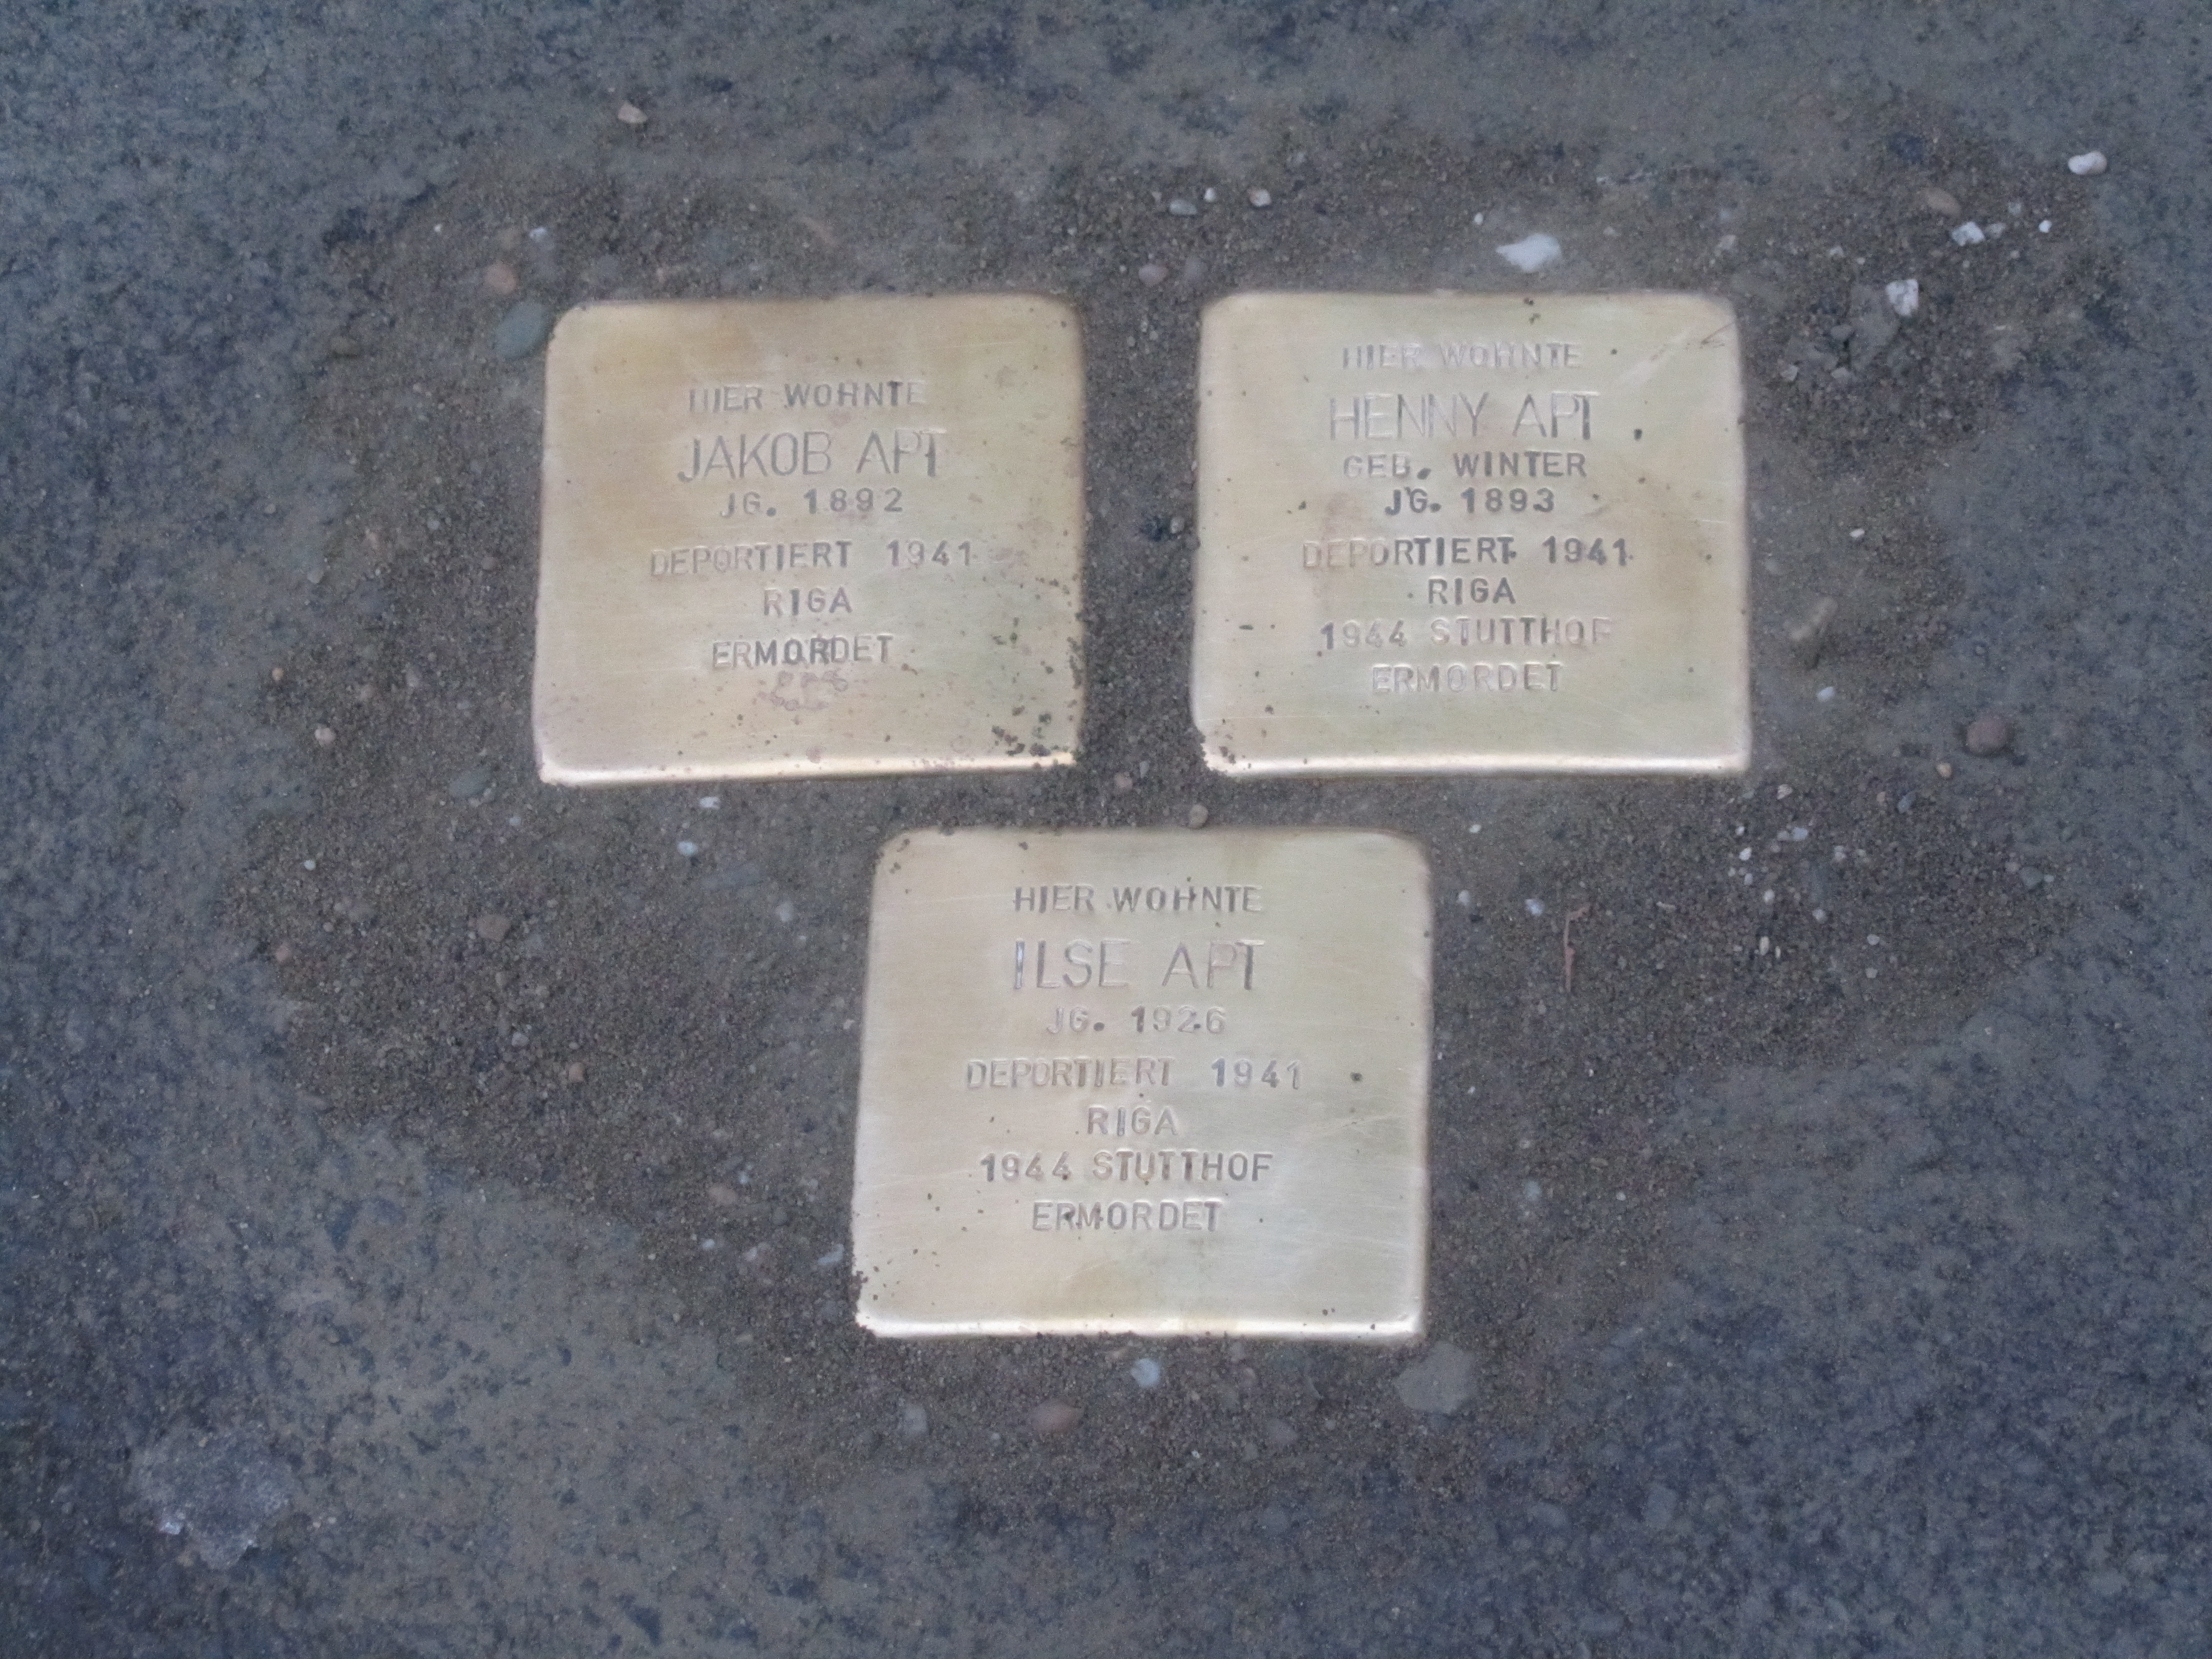 HIER WOHNTE
JAKOB APT
JG. 1892
DEPORTIERT 1941
RIGA
ERMORDET
HIER WOHNTE
HENNY APT
GEB. WINTER
JG. 1893
DEPORTIERT 1941
RIGA
1944 STUTTHOF
ERMORDET
HIER WOHNTE
ILSE APT
JG. 1926
DEPORTIERT 1941
RIGA
1944 STUTTHOF
ERMORDET